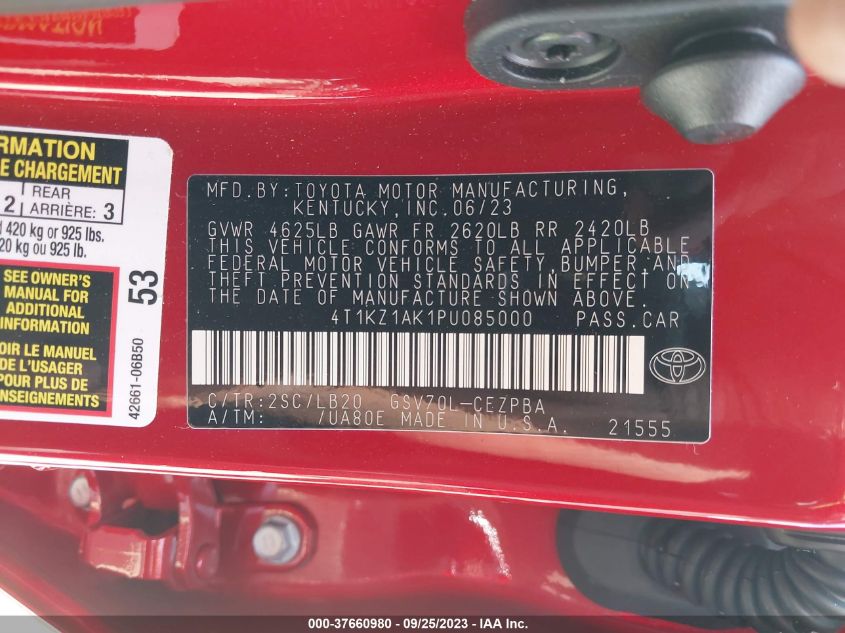 RMATION
E CHARGEMENT
2 REAR
ARRIÈRE: 3
420 kg or 925 lbs.
20 kg ou 925 lb.
SEE OWNER'S
MANUAL FOR
ADDITIONAL
INFORMATION
OIR LE MANUEL
DE L'USAGER
POUR PLUS DE
NSEIGNEMENTS
53
42661-06B50
MFD.BY:TOYOTA MOTOR MANUFACTURING,
KENTUCKY,INC.06/23
GVWR 4625LB GAWR FR 2620LB RR 2420LB
THIS VEHICLE CONFORMS TO ALL APPLICABLE
FEDERAL MOTOR VEHICLE SAFETY,BUMPER,AND
THEFT PREVENTION STANDARDS IN EFFECT ON
THE DATE OF MANUFACTURE SHOWN ABOVE.
4T1KZ1AK1PU085000 PASS.CAR
C/TR:2SC/LB20 GSV70L-CEZPBA
A/TM: /UA80E MADE IN U.S.A. 21555
000-37660980 / 09/25/2023 / IAA Inc.